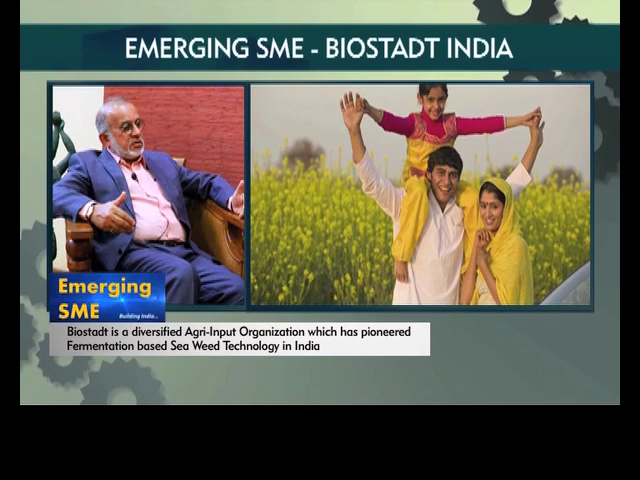 EMERGING SME - BIOSTADT INDIA
Emerging
SME
Building India...
Biostadt is a diversified Agri-Input Organization which has pioneered
Fermentation based Sea Weed Technology in India